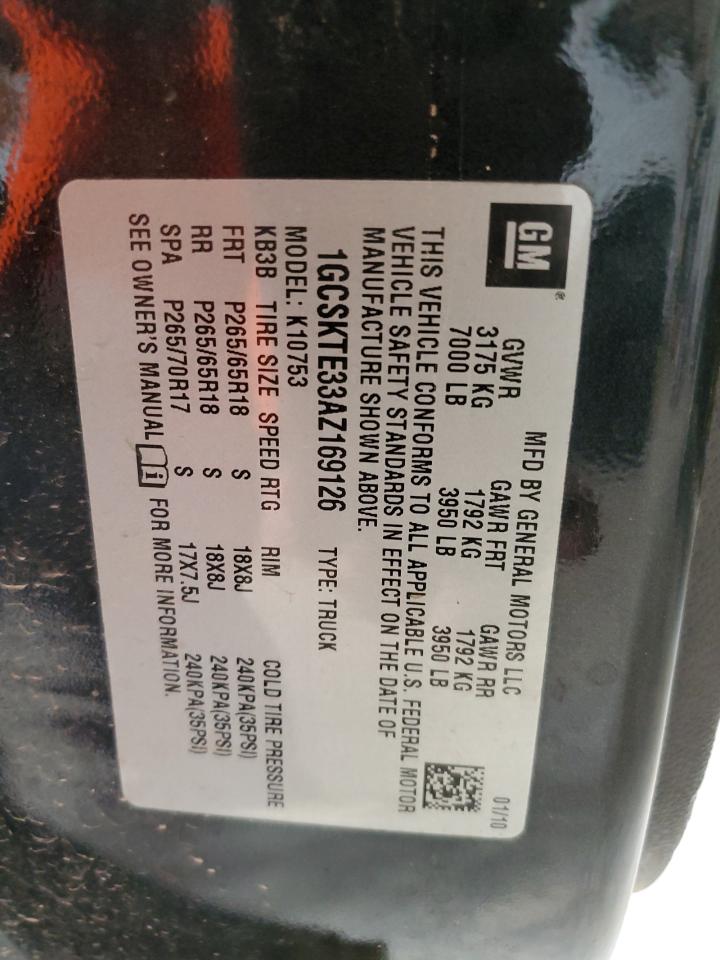 GM®
MFD BY GENERAL MOTORS LLC 01/10
GVWR GAWR FRT GAWR RR
3175 KG 1792 KG 1792 KG
7000 LB 3950 LB 3950 LB
THIS VEHICLE CONFORMS TO ALL APPLICABLE U.S. FEDERAL MOTOR
VEHICLE SAFETY STANDARDS IN EFFECT ON THE DATE OF
MANUFACTURE SHOWN ABOVE.
1GCSKTE33AZ169126 TYPE: TRUCK
MODEL: K10753
KB3B TIRE SIZE SPEED RTG RIM COLD TIRE PRESSURE
FRT P265/65R18 S 18X8J 240KPA(35PSI)
RR P265/65R18 S 18X8J 240KPA(35PSI)
SPA P265/70R17 S 17X7.5J 240KPA(35PSI)
SEE OWNER'S MANUAL i FOR MORE INFORMATION.